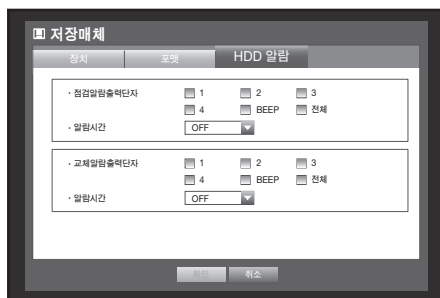 저장매체
장치 포맷 HDD 알람
· 점검알람출력단자 1 2 3
4 BEEP 전체
· 알람시간 OFF
· 교체알람출력단자 1 2 3
4 BEEP 전체
· 알람시간 OFF
확인 취소